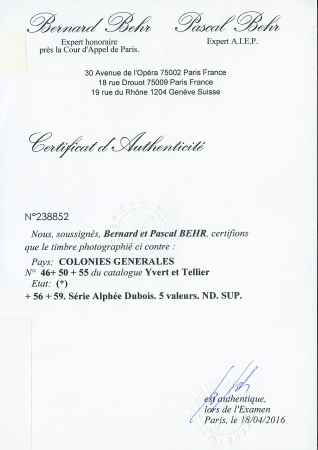 Bernard Behr Pascal Behr
Expert honoraire Expert A.I.E.P.
près la Cour d'Appel de Paris.
30 Avenue de l'Opéra 75002 Paris France
18 rue Drouot 75009 Paris France
19 rue du Rhône 1204 Genève Suisse
Certificat d'Authenticité
N°238852
Nous, soussignés, Bernard et Pascal BEHR, certifions
que le timbre photographié ci contre :
Pays: COLONIES GENERALES
N° 46+ 50 + 55 du catalogue Yvert et Tellier
Etat: (*)
+ 56 + 59. Série Alphée Dubois. 5 valeurs. ND. SUP.
est authentique,
lors de l'Examen
Paris, le 18/04/2016